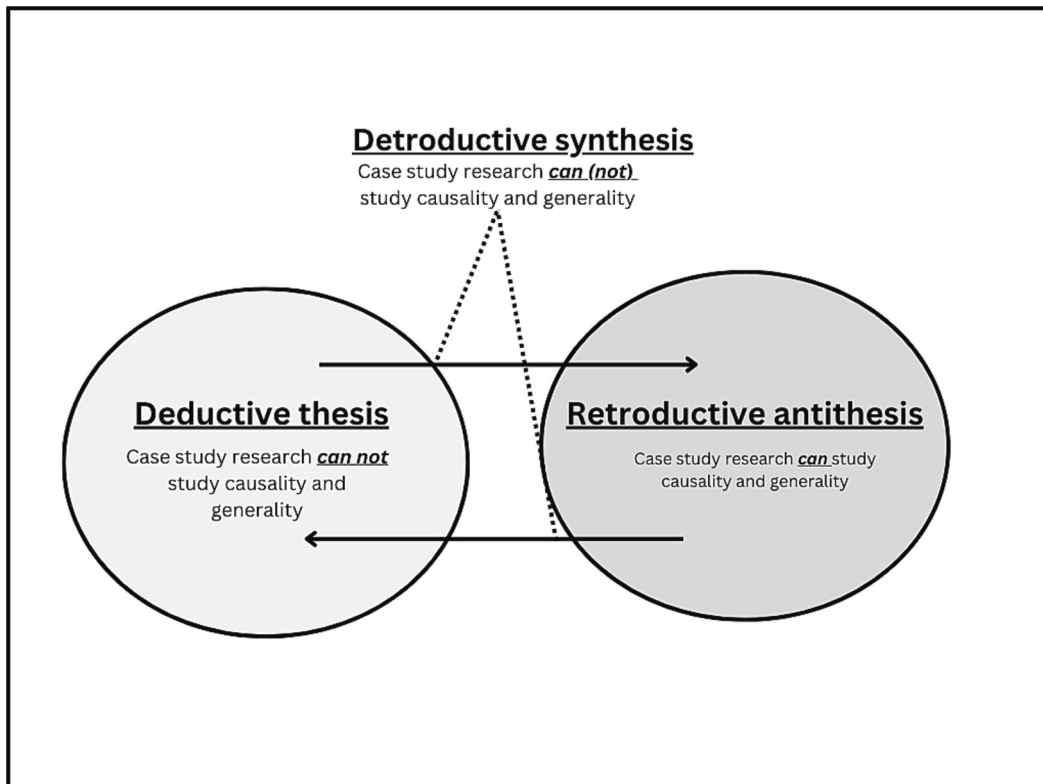 Detroductive synthesis
Case study research can (not)
study causality and generality
Deductive thesis
Case study research can not
study causality and
generality
Retroductive antithesis
Case study research can study
causality and generality